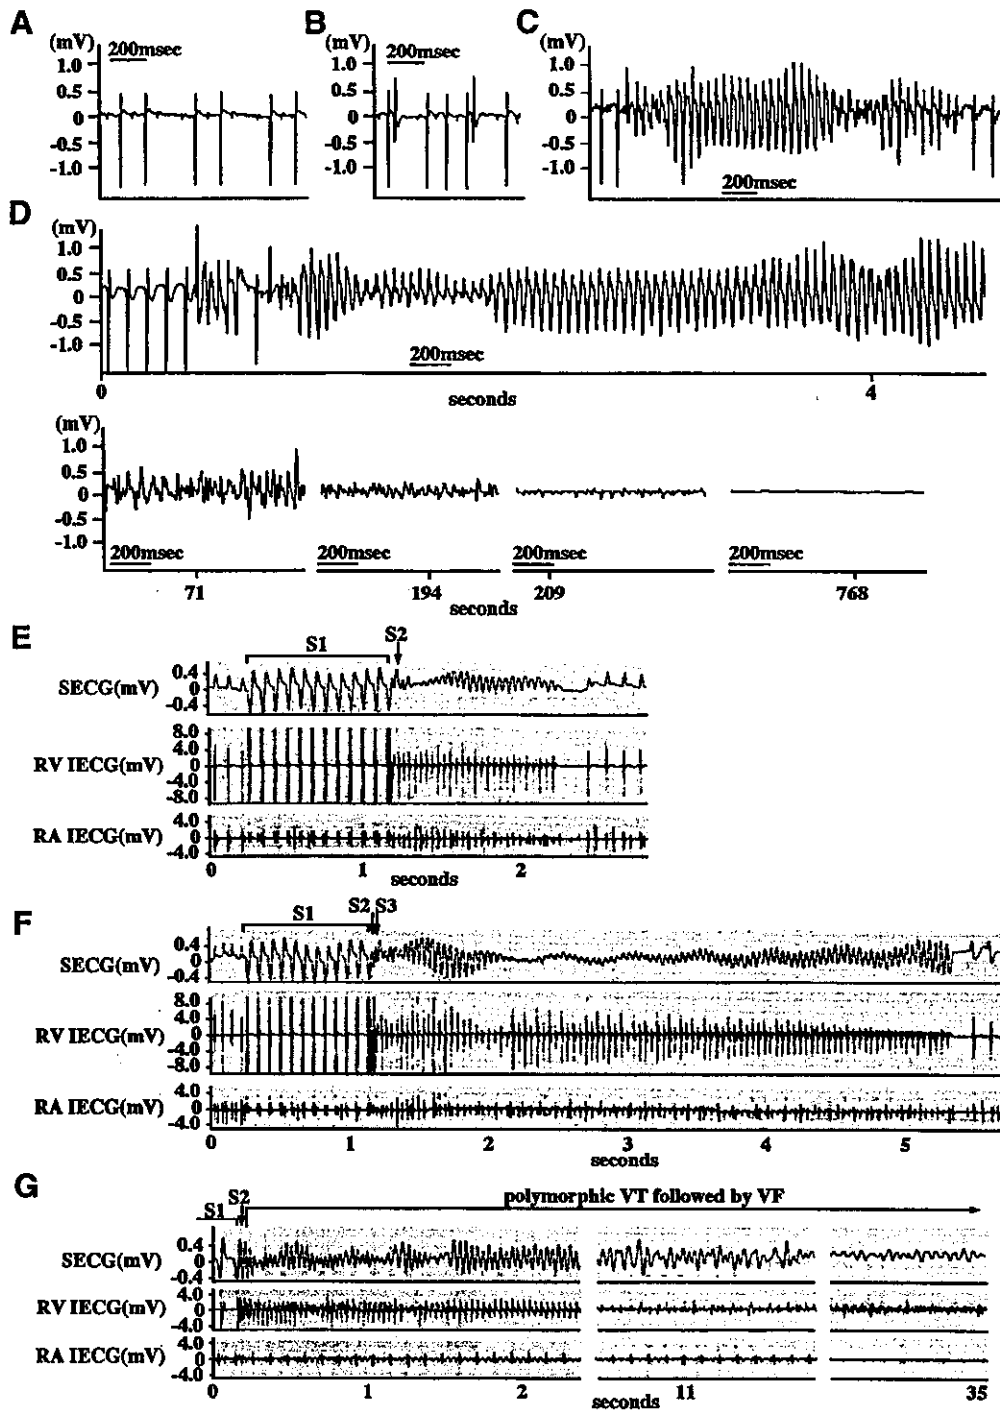 A
(mV)
200msec
1.0
0.5
0
-0.5
-1.0
B
(mV)
200msec
1.0
0.5
0
-0.5
-1.0
C
(mV)
1.0
0.5
0
-0.5
-1.0
200msec
D
(mV)
1.0
0.5
0
-0.5
-1.0
200msec
0
4
seconds
(mV)
1.0
0.5
0
-0.5
-1.0
200msec
200msec
200msec
200msec
71
194
209
768
seconds
E
S1
S2
SECG(mV)
0.4
0
-0.4
RV IECG(mV)
8.0
4.0
0
-4.0
-8.0
RA IECG(mV)
4.0
0
-4.0
0
1
2
seconds
F
S1
S2
S3
SECG(mV)
0.4
0
-0.4
RV IECG(mV)
8.0
4.0
0
-4.0
-8.0
RA IECG(mV)
4.0
0
-4.0
0
1
2
3
4
5
seconds
G
S1
S2
polymorphic VT followed by VF
SECG(mV)
0.4
0
-0.4
RV IECG(mV)
4.0
0
-4.0
RA IECG(mV)
4.0
0
-4.0
0
1
2
11
35
seconds